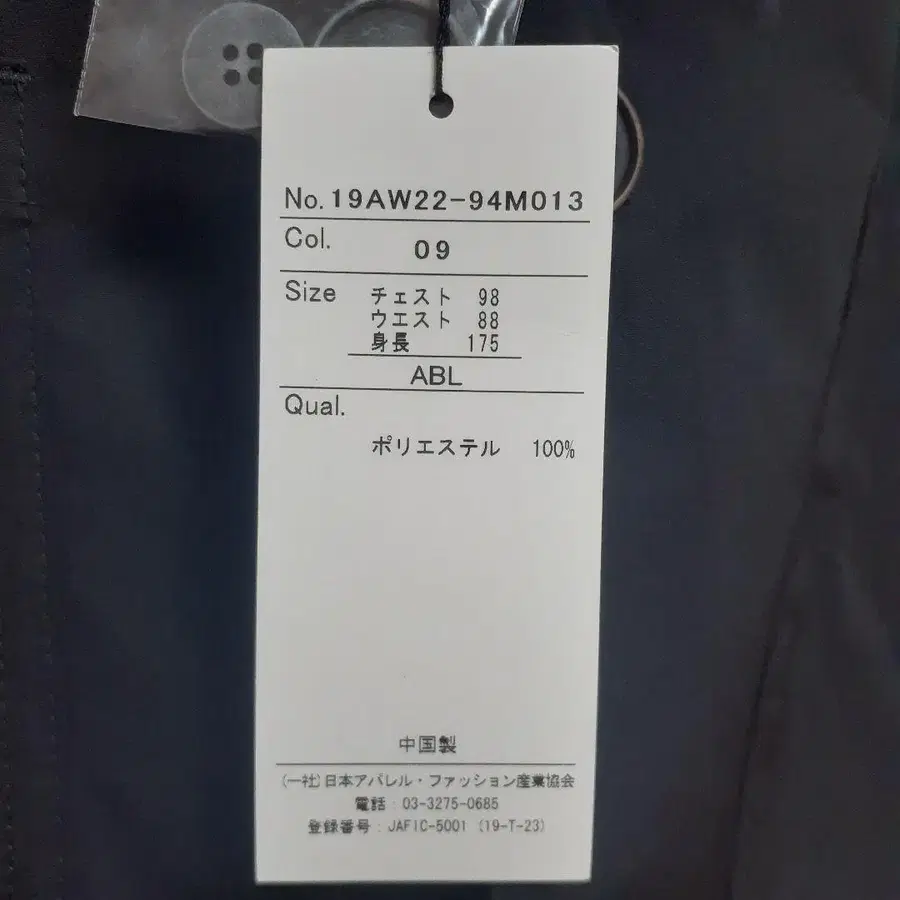 No. 19AW22-94M013
Col. 09
Size チェスト 98
ウエスト 88
身長 175
ABL
Qual.
ポリエステル 100%
中国製
(一社)日本アパレル・ファッション産業協会
電話:03-3275-0685
登録番号:JAFIC-5001 (19-T-23)